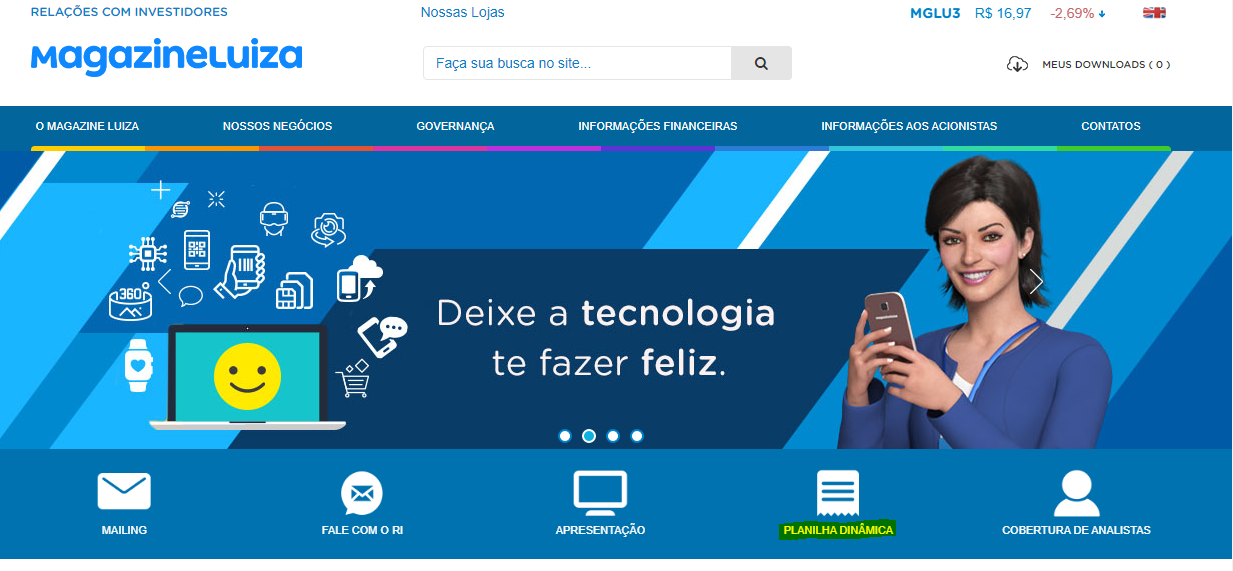 RELAÇÕES COM INVESTIDORES
Nossas Lojas
MGLU3 R$ 16,97 -2,69%
magazineLuiza
Faça sua busca no site...
MEUS DOWNLOADS ( 0 )
O MAGAZINE LUIZA NOSSOS NEGÓCIOS GOVERNANÇA INFORMAÇÕES FINANCEIRAS INFORMAÇÕES AOS ACIONISTAS CONTATOS
360°
Deixe a tecnologia
te fazer feliz.
MAILING FALE COM O RI APRESENTAÇÃO PLANILHA DINÂMICA COBERTURA DE ANALISTAS